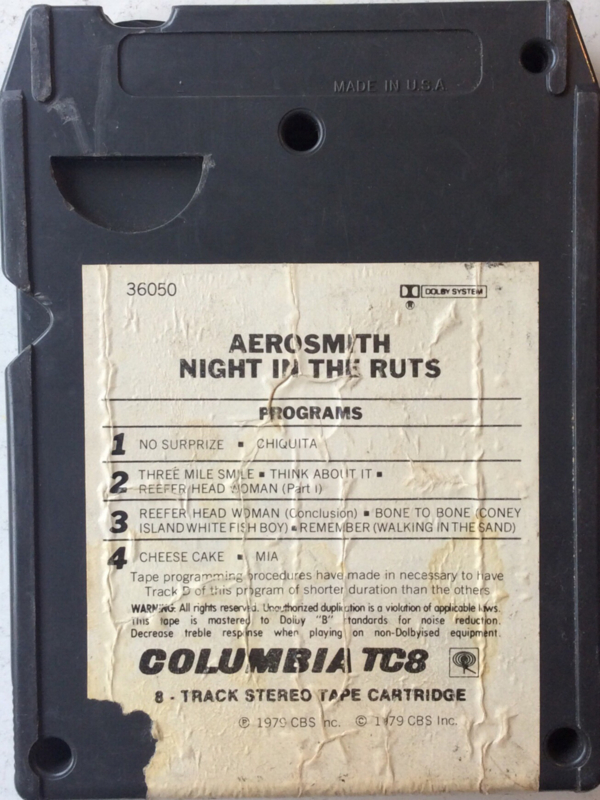 MADE IN U.S.A.
36050
DOLBY SYSTEM
®
AEROSMITH
NIGHT IN THE RUTS
PROGRAMS
1 NO SURPRIZE ▪ CHIQUITA
2 THREE MILE SMILE ▪ THINK ABOUT IT ▪
REEFER HEAD WOMAN (Part I)
3 REEFER HEAD WOMAN (Conclusion) ▪ BONE TO BONE (CONEY
ISLAND WHITE FISH BOY) ▪ REMEMBER (WALKING IN THE SAND)
4 CHEESE CAKE ▪ MIA
Tape programming procedures have made in necessary to have
Track D of this program of shorter duration than the others
WARNING: All rights reserved. Unauthorized duplication is a violation of applicable laws.
This tape is mastered to Dolby "B" standards for noise reduction.
Decrease treble response when playing on non-Dolbyised equipment.
COLUMBIA TC8
8 - TRACK STEREO TAPE CARTRIDGE
℗ 1979 CBS Inc. © 1979 CBS Inc.